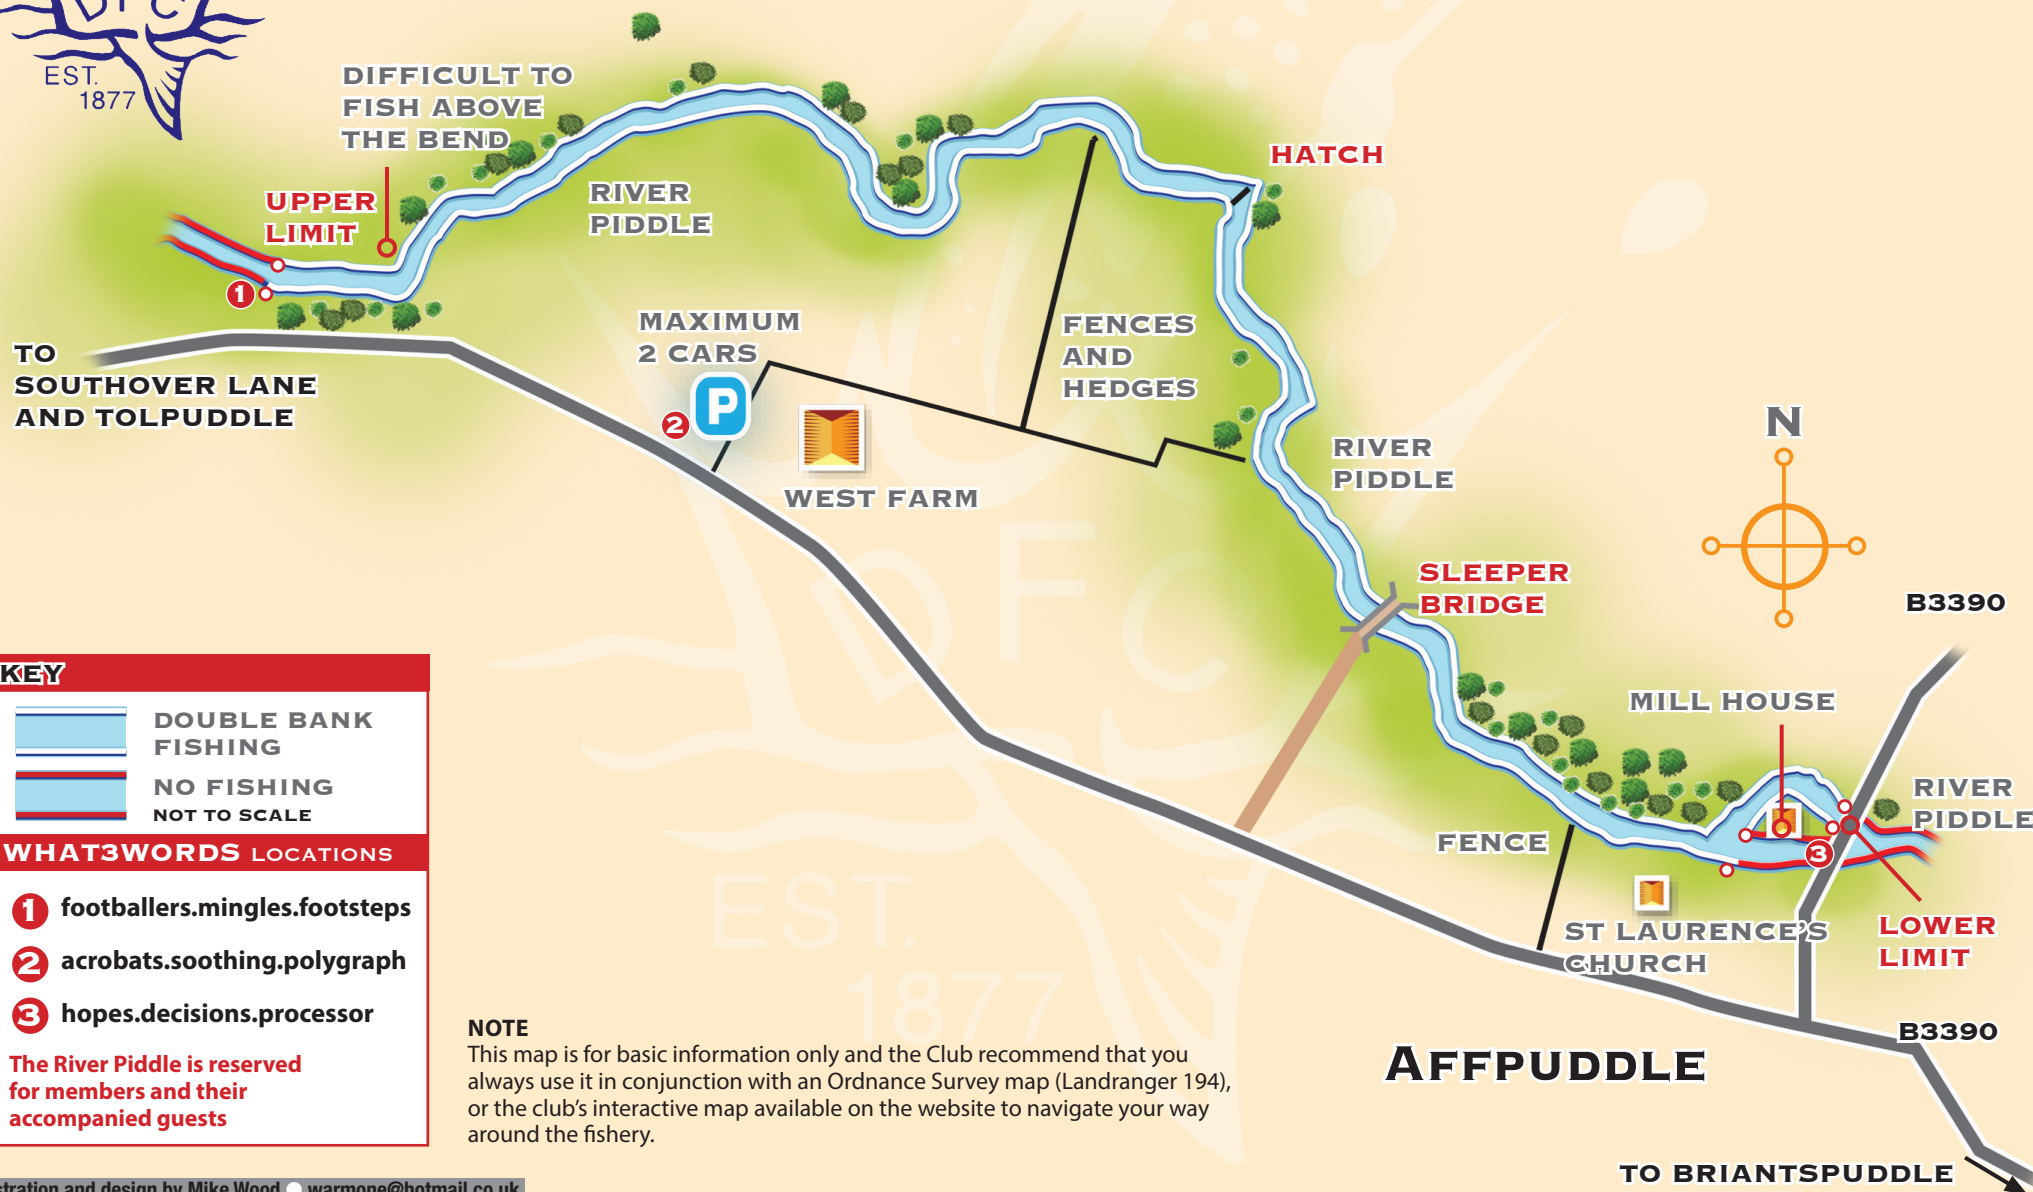 DFC
EST.
1877
DIFFICULT TO
FISH ABOVE
THE BEND
UPPER
LIMIT
RIVER
PIDDLE
HATCH
1
TO
SOUTHOVER LANE
AND TOLPUDDLE
MAXIMUM
2 CARS
P
2
WEST FARM
FENCES
AND
HEDGES
RIVER
PIDDLE
N
SLEEPER
BRIDGE
B3390
MILL HOUSE
RIVER
PIDDLE
FENCE
3
ST LAURENCE'S
CHURCH
LOWER
LIMIT
B3390
AFFPUDDLE
TO BRIANTSPUDDLE
DFC
EST.
1877
KEY
DOUBLE BANK
FISHING
NO FISHING
NOT TO SCALE
WHAT3WORDS LOCATIONS
1 footballers.mingles.footsteps
2 acrobats.soothing.polygraph
3 hopes.decisions.processor
The River Piddle is reserved
for members and their
accompanied guests
NOTE
This map is for basic information only and the Club recommend that you
always use it in conjunction with an Ordnance Survey map (Landranger 194),
or the club's interactive map available on the website to navigate your way
around the fishery.
stration and design by Mike Wood ● warmone@hotmail.co.uk